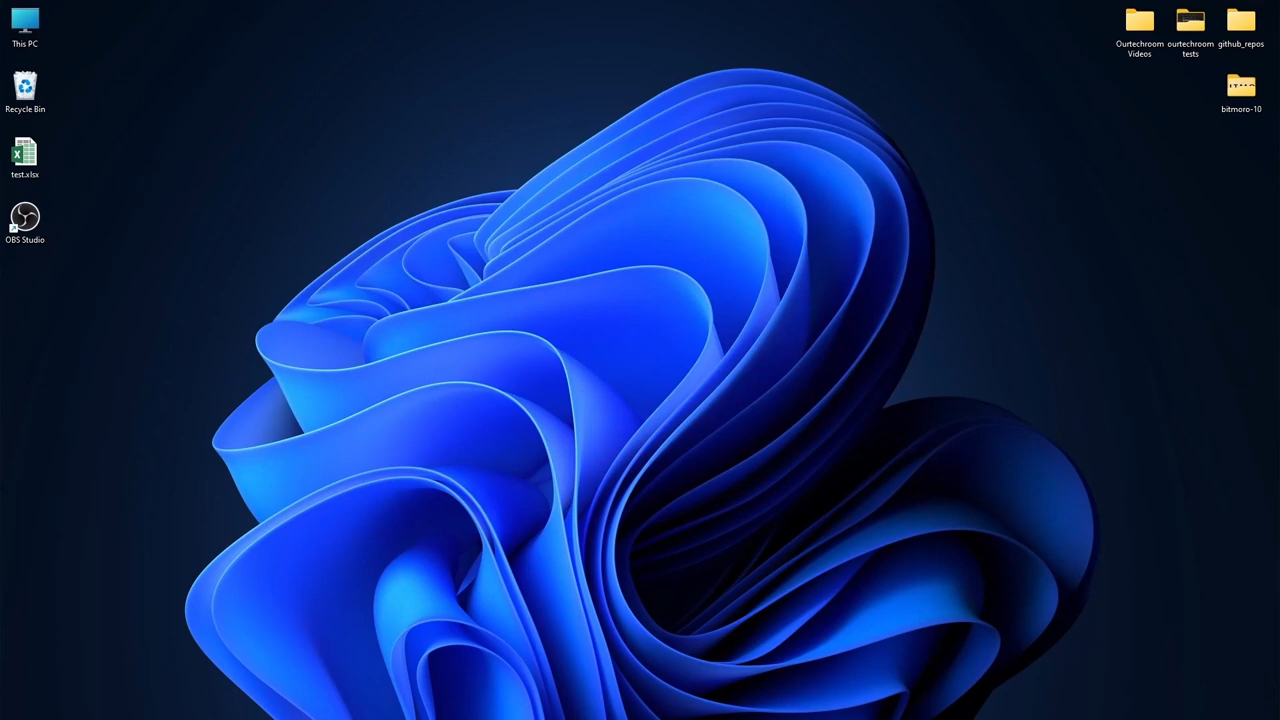 This PC
Recycle Bin
test.xlsx
OBS Studio
Ourtechroom
Videos
ourtechroom
tests
github_repos
bitmoro-10